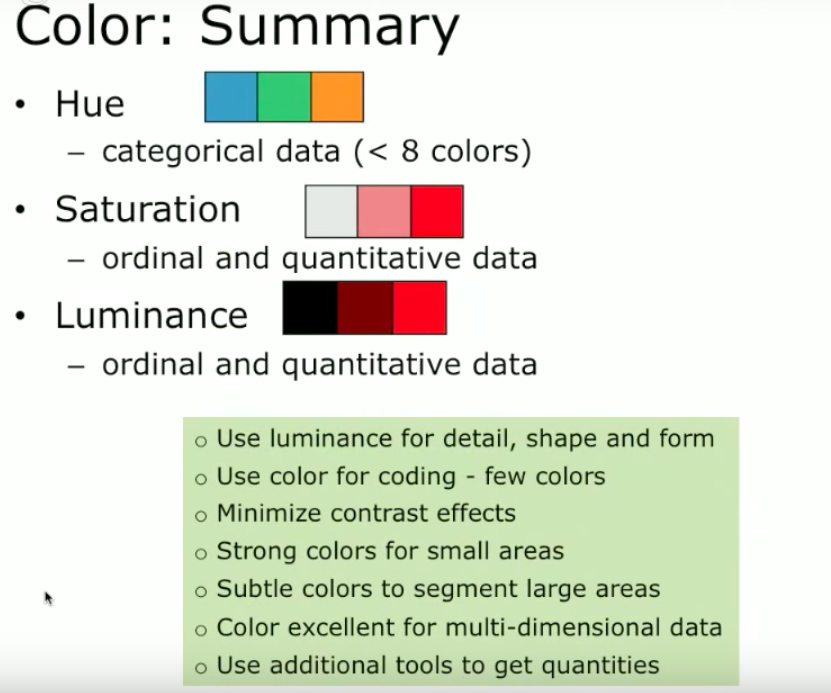 Color: Summary
• Hue
– categorical data (< 8 colors)
• Saturation
– ordinal and quantitative data
• Luminance
– ordinal and quantitative data
o Use luminance for detail, shape and form
o Use color for coding - few colors
o Minimize contrast effects
o Strong colors for small areas
o Subtle colors to segment large areas
o Color excellent for multi-dimensional data
o Use additional tools to get quantities